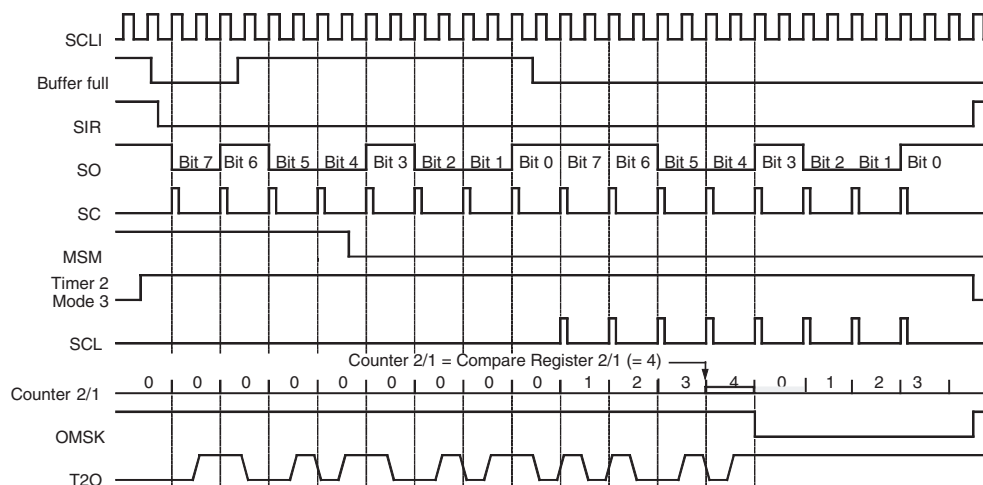 SCLI
Buffer full
SIR
SO Bit 7 Bit 6 Bit 5 Bit 4 Bit 3 Bit 2 Bit 1 Bit 0 Bit 7 Bit 6 Bit 5 Bit 4 Bit 3 Bit 2 Bit 1 Bit 0
SC
MSM
Timer 2
Mode 3
SCL
Counter 2/1 = Compare Register 2/1 (= 4)
Counter 2/1 0 0 0 0 0 0 0 0 0 1 2 3 4 0 1 2 3
OMSK
T2O